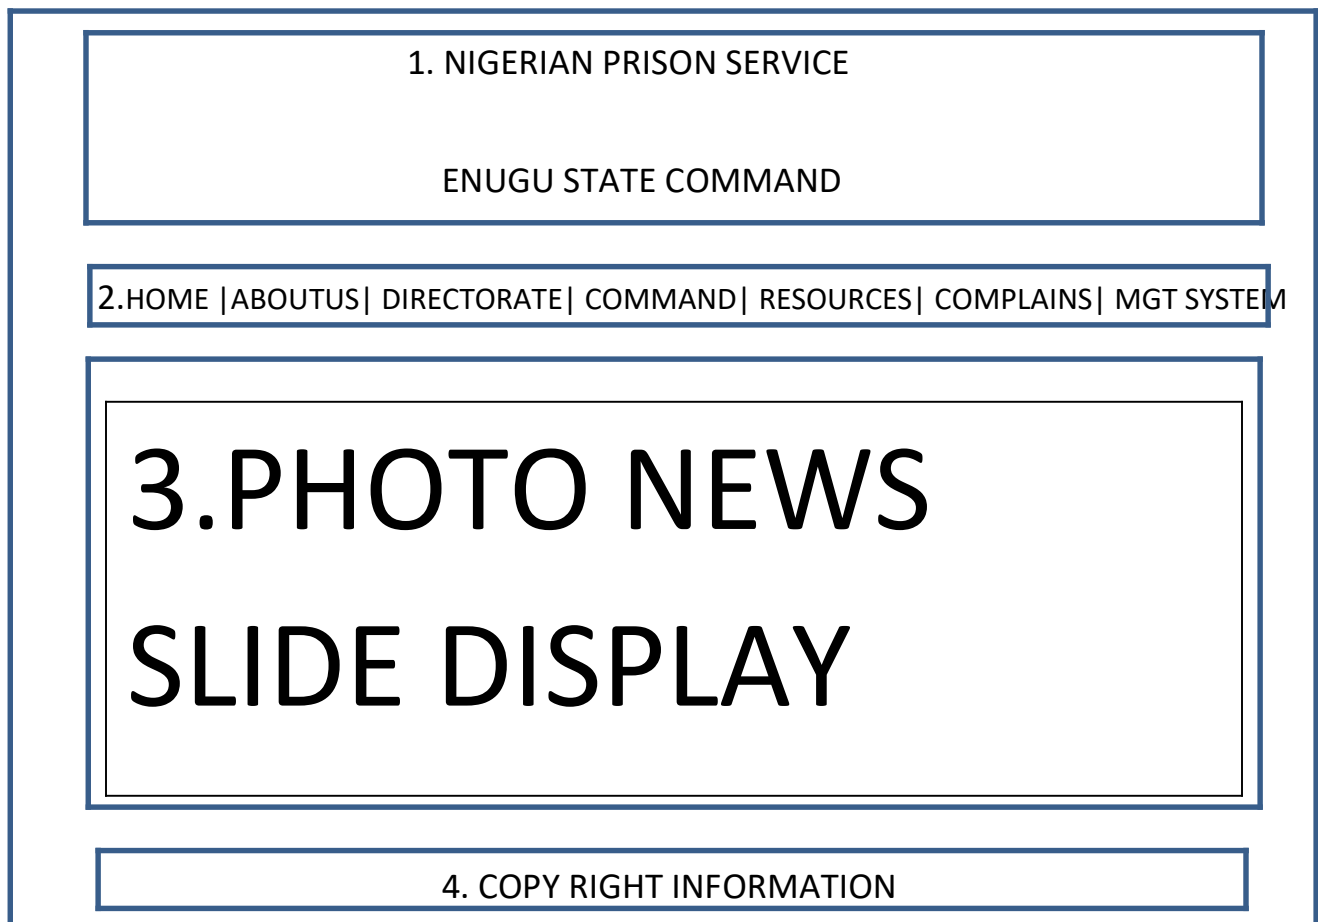 1. NIGERIAN PRISON SERVICE
ENUGU STATE COMMAND
2.HOME |ABOUTUS| DIRECTORATE| COMMAND| RESOURCES| COMPLAINS| MGT SYSTEM
3.PHOTO NEWS
SLIDE DISPLAY
4. COPY RIGHT INFORMATION